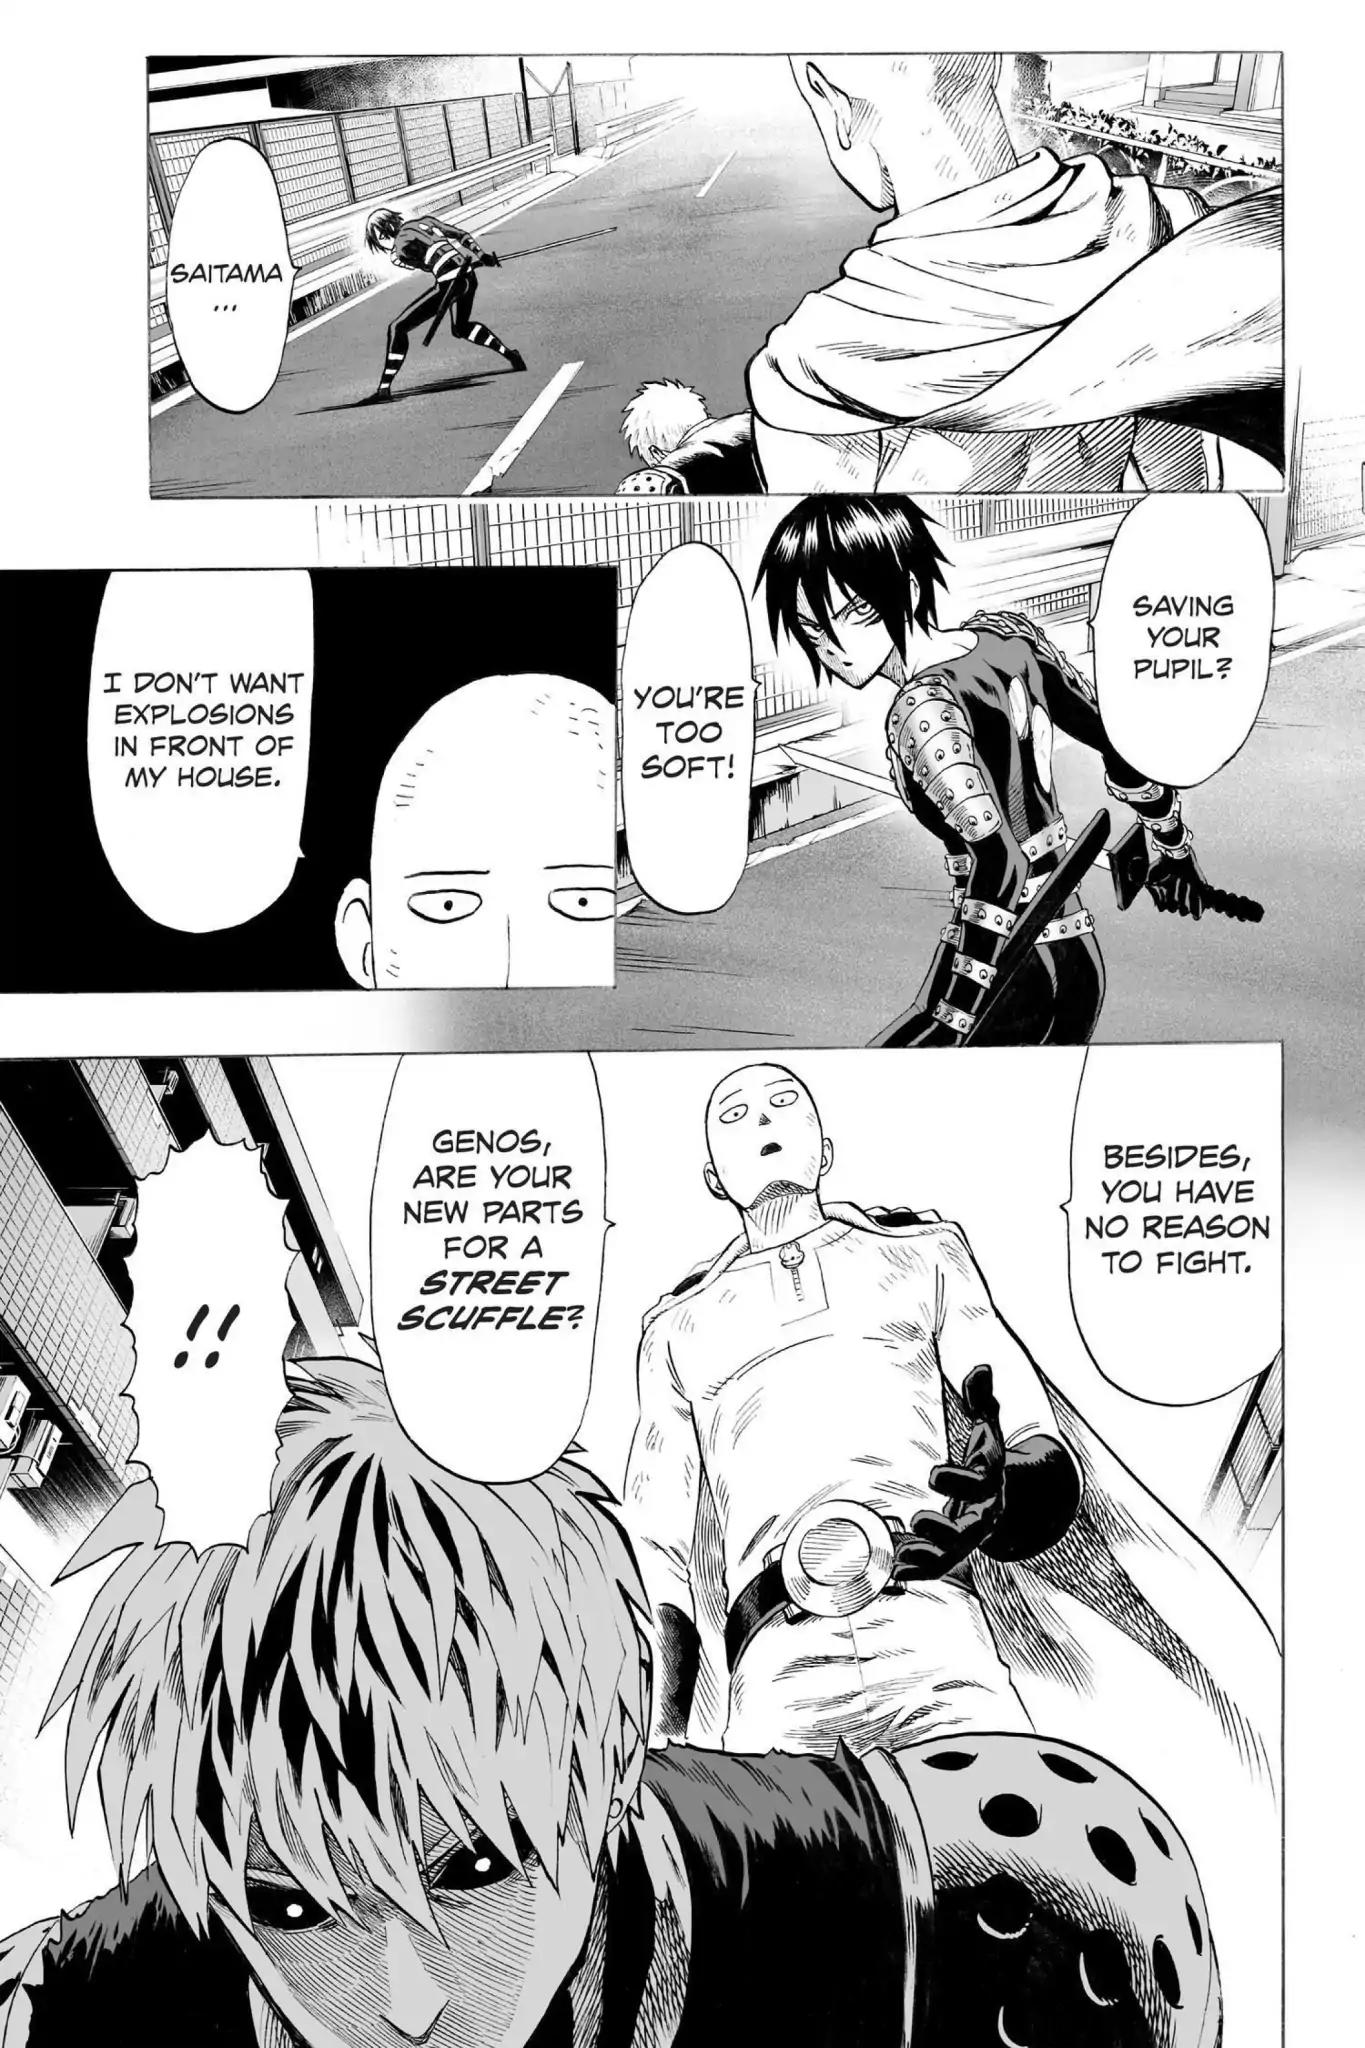 SAITAMA
...
SAVING
YOUR
PUPIL?
YOU'RE
TOO
SOFT!
I DON'T WANT
EXPLOSIONS
IN FRONT OF
MY HOUSE.
BESIDES,
YOU HAVE
NO REASON
TO FIGHT.
GENOS,
ARE YOUR
NEW PARTS
FOR A
STREET
SCUFFLE?
!!